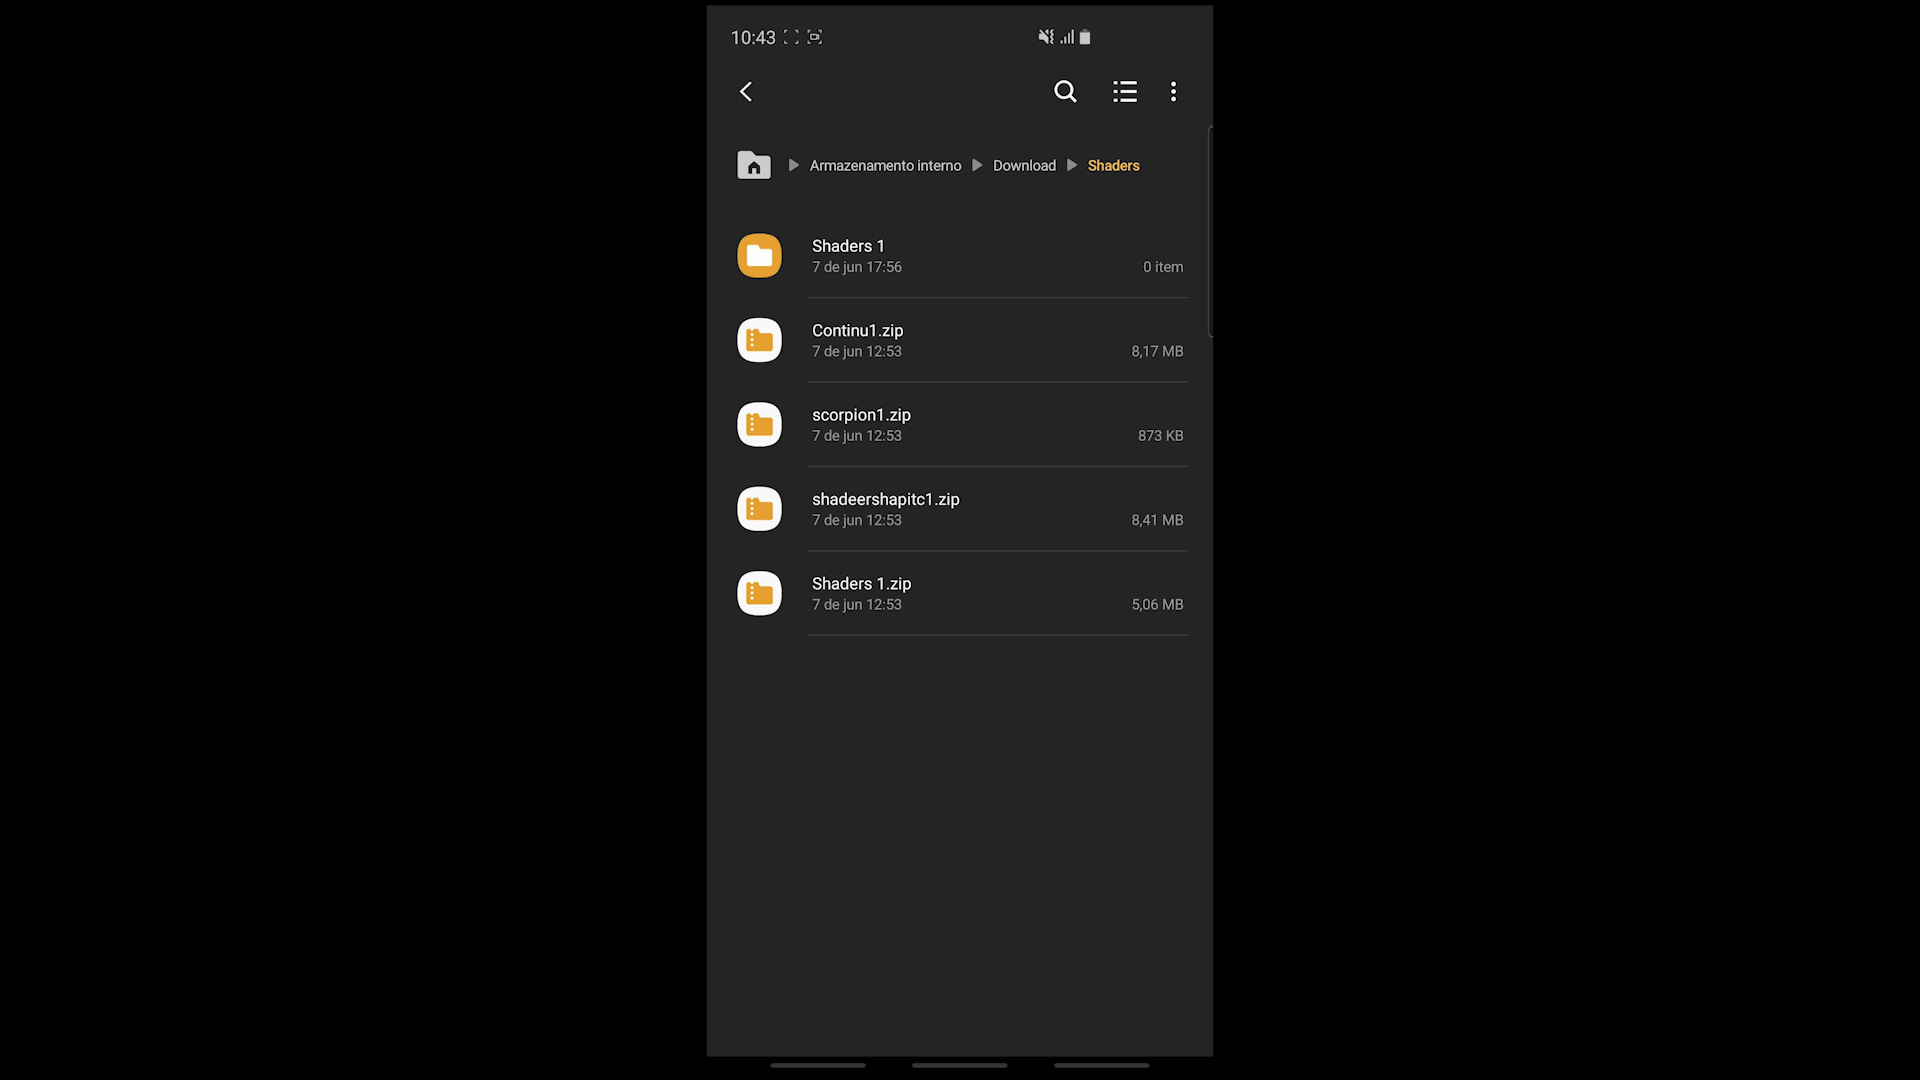 10:43
Armazenamento interno Download Shaders
Shaders 1
7 de jun 17:56 0 item
Continu1.zip
7 de jun 12:53 8,17 MB
scorpion1.zip
7 de jun 12:53 873 KB
shadeershapitc1.zip
7 de jun 12:53 8,41 MB
Shaders 1.zip
7 de jun 12:53 5,06 MB